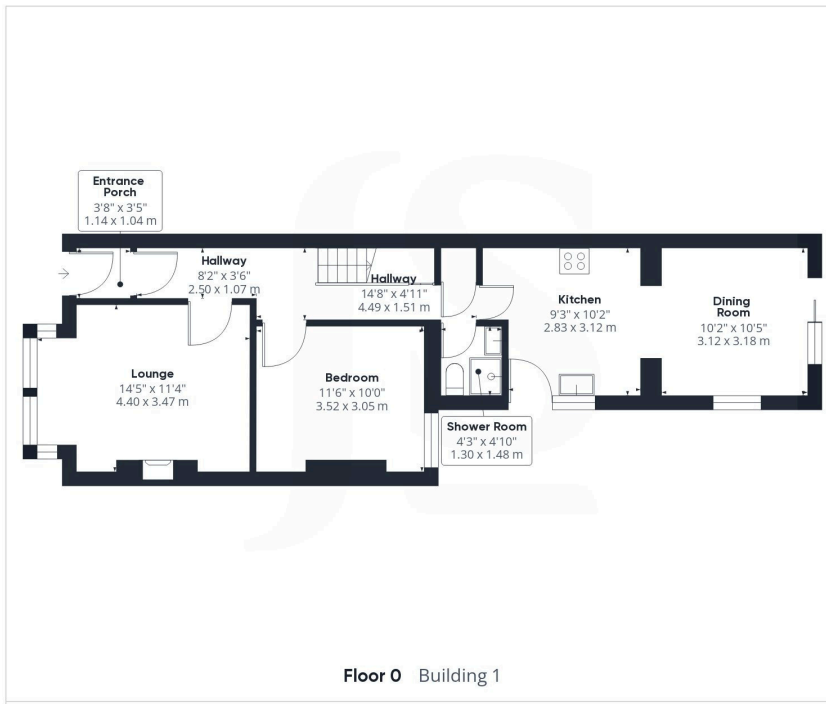 Entrance
Porch
3'8" x 3'5"
1.14 x 1.04 m
Hallway
8'2" x 3'6"
2.50 x 1.07 m
Hallway
14'8" x 4'11"
4.49 x 1.51 m
Kitchen
9'3" x 10'2"
2.83 x 3.12 m
Dining
Room
10'2" x 10'5"
3.12 x 3.18 m
Lounge
14'5" x 11'4"
4.40 x 3.47 m
Bedroom
11'6" x 10'0"
3.52 x 3.05 m
Shower Room
4'3" x 4'10"
1.30 x 1.48 m
Floor 0 Building 1